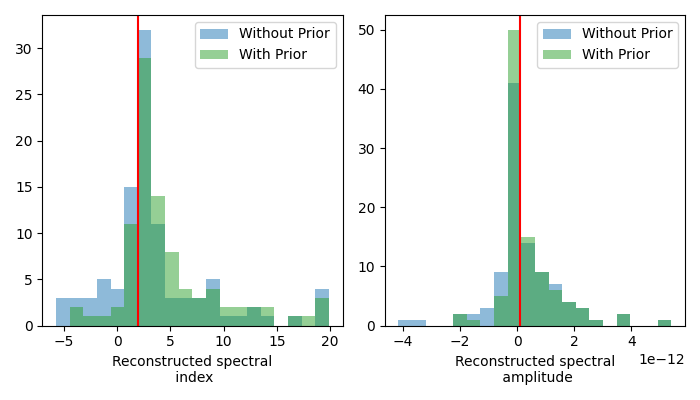 Without Prior
With Prior
30
25
20
15
10
5
0
−5
0
5
10
15
20
Reconstructed spectral
index
Without Prior
With Prior
50
40
30
20
10
0
−4
−2
0
2
4
1e−12
Reconstructed spectral
amplitude